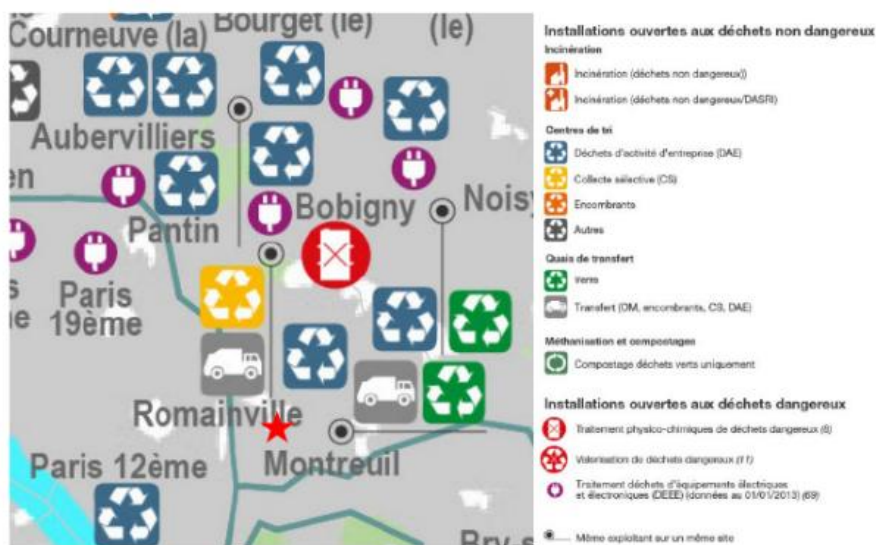 Courneuve (la)
Bourget (le)
(le)
Aubervilliers
en
Pantin
Bobigny
Noisy
Paris
19ème
Romainville
Paris 12ème
Montreuil
Bry-s
Installations ouvertes aux déchets non dangereux
Incinération
Incinération (déchets non dangereux))
Incinération (déchets non dangereux/DASRI)
Centres de tri
Déchets d'activité d'entreprise (DAE)
Collecte sélective (CS)
Encombrants
Autres
Quais de transfert
Verre
Transfert (OM, encombrants, CS, DAE)
Méthanisation et compostages
Compostage déchets verts uniquement
Installations ouvertes aux déchets dangereux
Traitement physico-chimiques de déchets dangereux (6)
Valorisation de déchets dangereux (11)
Traitement déchets d'équipements électriques
et électroniques (DEEE) (données au 01/01/2013) (69)
Même exploitant sur un même site